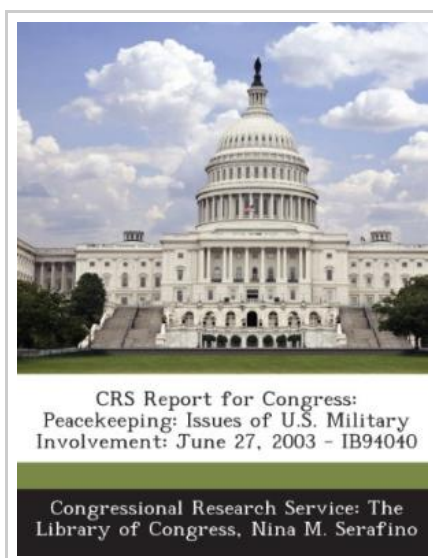 CRS Report for Congress:
Peacekeeping: Issues of U.S. Military
Involvement: June 27, 2003 - IB94040
Congressional Research Service: The
Library of Congress, Nina M. Serafino